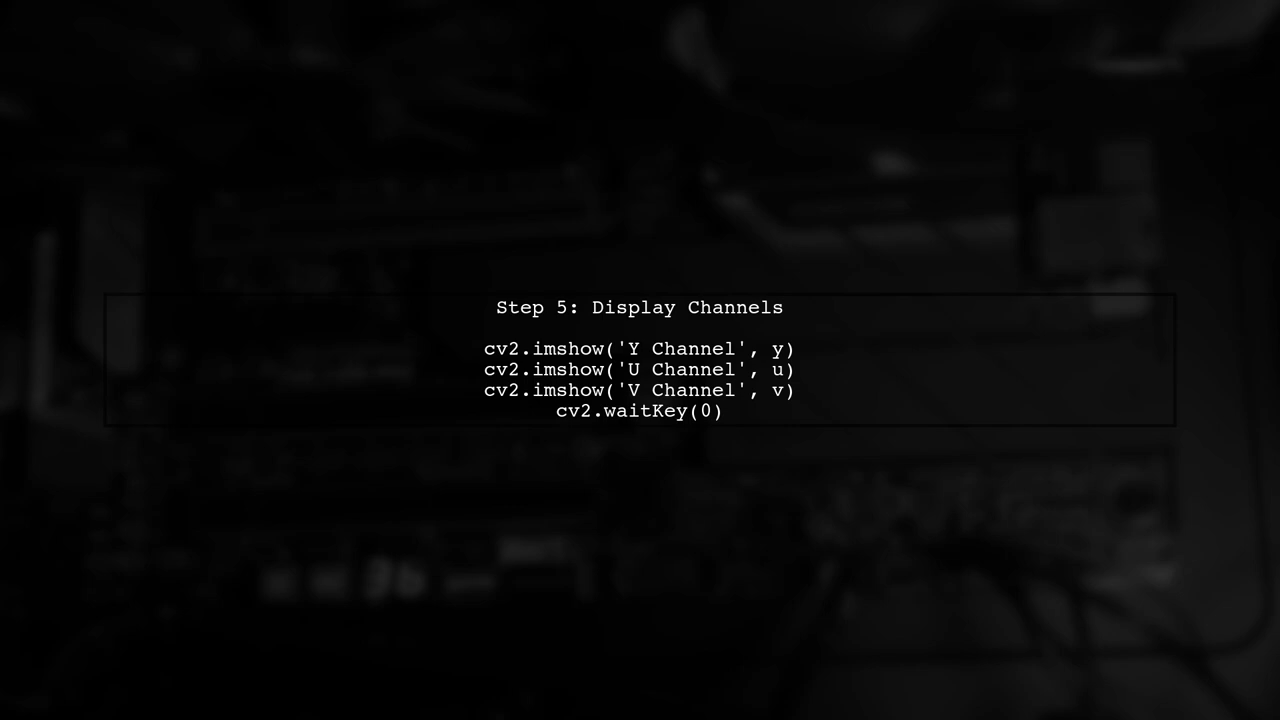 Step 5: Display Channels
cv2.imshow('Y Channel', y)
cv2.imshow('U Channel', u)
cv2.imshow('V Channel', v)
cv2.waitKey(0)